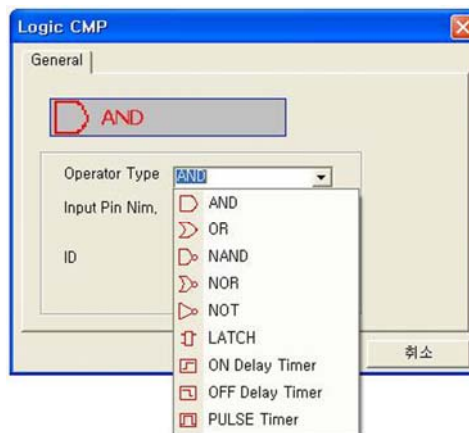 Logic CMP
General
AND
Operator Type AND
Input Pin Nim,
ID
AND
OR
NAND
NOR
NOT
LATCH
ON Delay Timer
OFF Delay Timer
PULSE Timer
취소